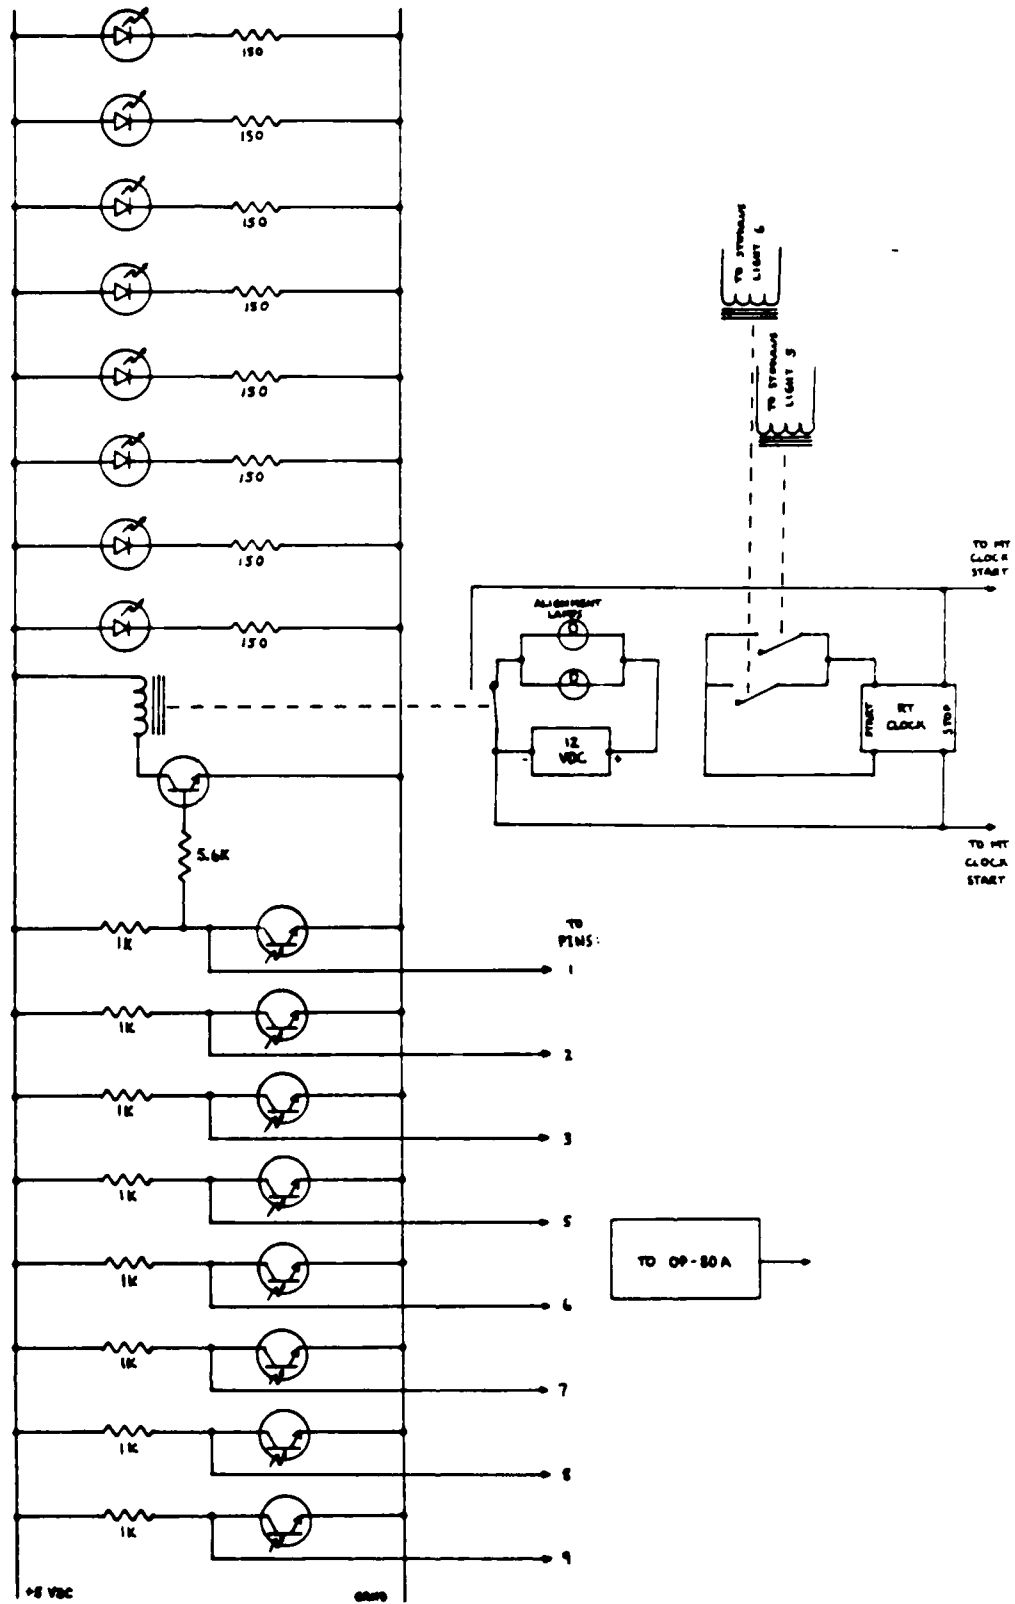 150
150
150
150
150
150
150
150
TO STIMULUS
LIGHT 6
TO STIMULUS
LIGHT 5
TO MT
CLOCK
START
ALIGNMENT
LAMPS
START
RT
CLOCK
STOP
12
VDC
-
+
TO MT
CLOCK
START
5.6K
1K
TO
PINS:
1
1K
2
1K
3
1K
5
1K
6
TO OP-80A
1K
7
1K
8
1K
9
+5 VDC
GRND